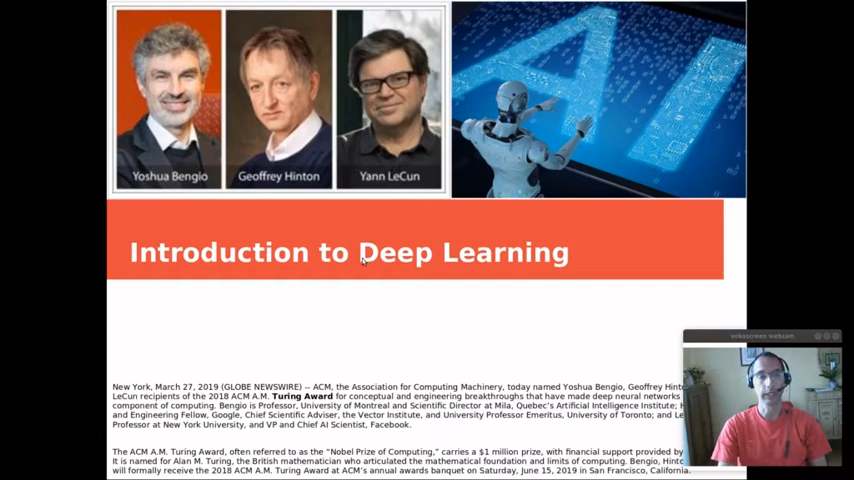 AI
Yoshua Bengio
Geoffrey Hinton
Yann LeCun
Introduction to Deep Learning
vokoscreen webcam
New York, March 27, 2019 (GLOBE NEWSWIRE) -- ACM, the Association for Computing Machinery, today named Yoshua Bengio, Geoffrey Hint
LeCun recipients of the 2018 ACM A.M. Turing Award for conceptual and engineering breakthroughs that have made deep neural networks
component of computing. Bengio is Professor, University of Montreal and Scientific Director at Mila, Quebec's Artificial Intelligence Institute; H
and Engineering Fellow, Google, Chief Scientific Adviser, the Vector Institute, and University Professor Emeritus, University of Toronto; and Le
Professor at New York University, and VP and Chief AI Scientist, Facebook.
The ACM A.M. Turing Award, often referred to as the "Nobel Prize of Computing," carries a $1 million prize, with financial support provided by
It is named for Alan M. Turing, the British mathematician who articulated the mathematical foundation and limits of computing. Bengio, Hinto
will formally receive the 2018 ACM A.M. Turing Award at ACM's annual awards banquet on Saturday, June 15, 2019 in San Francisco, California.